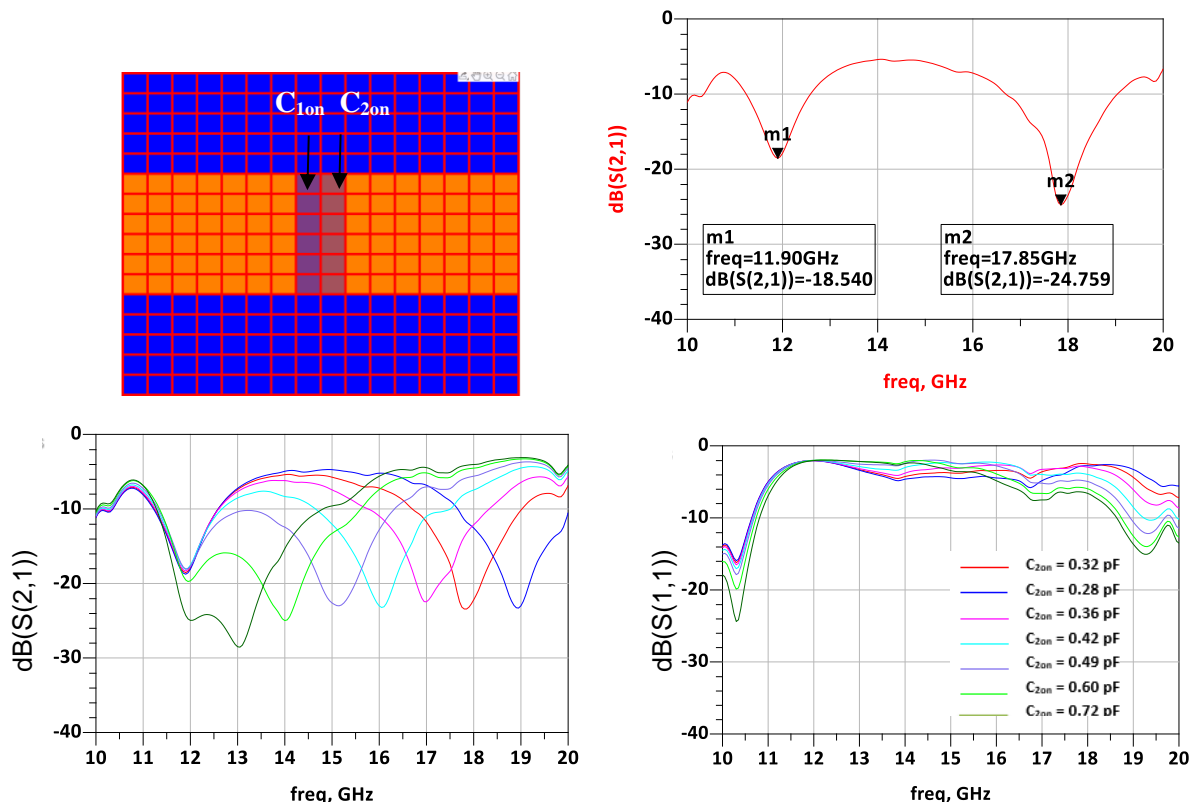 C1on C2on
0
-10
-20
-30
-40
dB(S(2,1))
m1
m2
m1
freq=11.90GHz
dB(S(2,1))=-18.540
m2
freq=17.85GHz
dB(S(2,1))=-24.759
10 12 14 16 18 20
freq, GHz
0
-10
-20
-30
-40
dB(S(2,1))
10 11 12 13 14 15 16 17 18 19 20
freq, GHz
0
-10
-20
-30
-40
dB(S(1,1))
C2on = 0.32 pF
C2on = 0.28 pF
C2on = 0.36 pF
C2on = 0.42 pF
C2on = 0.49 pF
C2on = 0.60 pF
C2on = 0.72 pF
10 11 12 13 14 15 16 17 18 19 20
freq, GHz